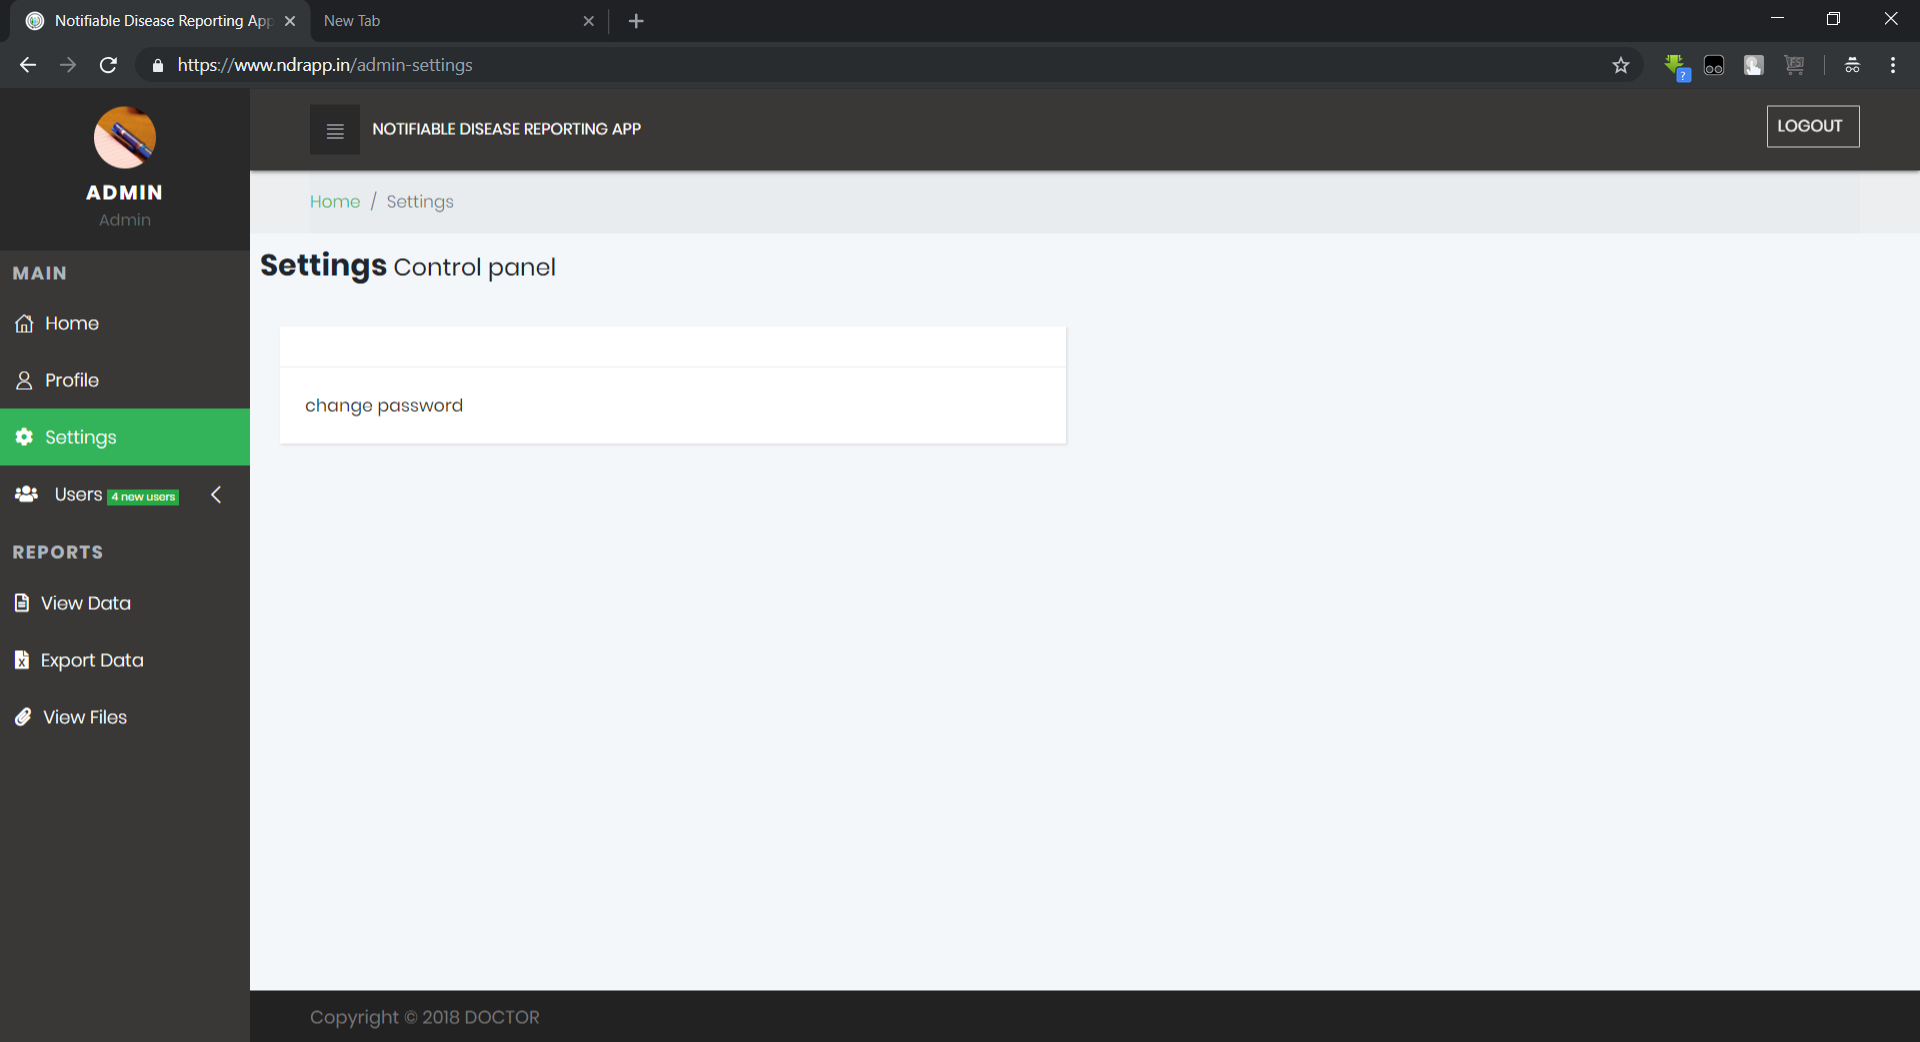 Notifiable Disease Reporting App
New Tab
https://www.ndrapp.in/admin-settings
ADMIN
Admin
NOTIFIABLE DISEASE REPORTING APP
LOGOUT
Home / Settings
Settings Control panel
MAIN
Home
Profile
Settings
Users 4 new users
REPORTS
View Data
Export Data
View Files
change password
Copyright © 2018 DOCTOR